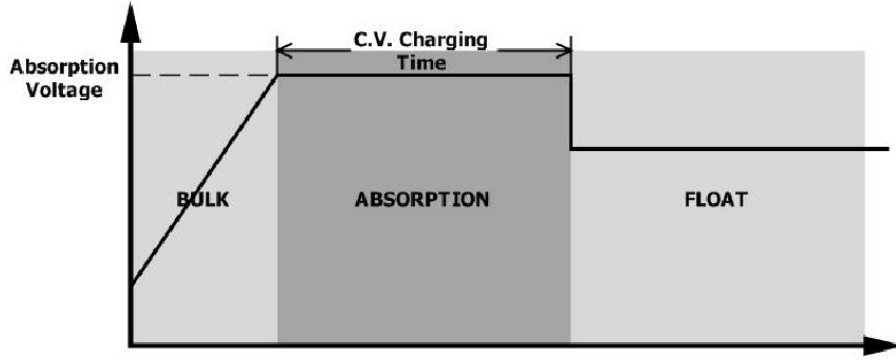 C.V. Charging
Time
Absorption
Voltage
BULK
ABSORPTION
FLOAT